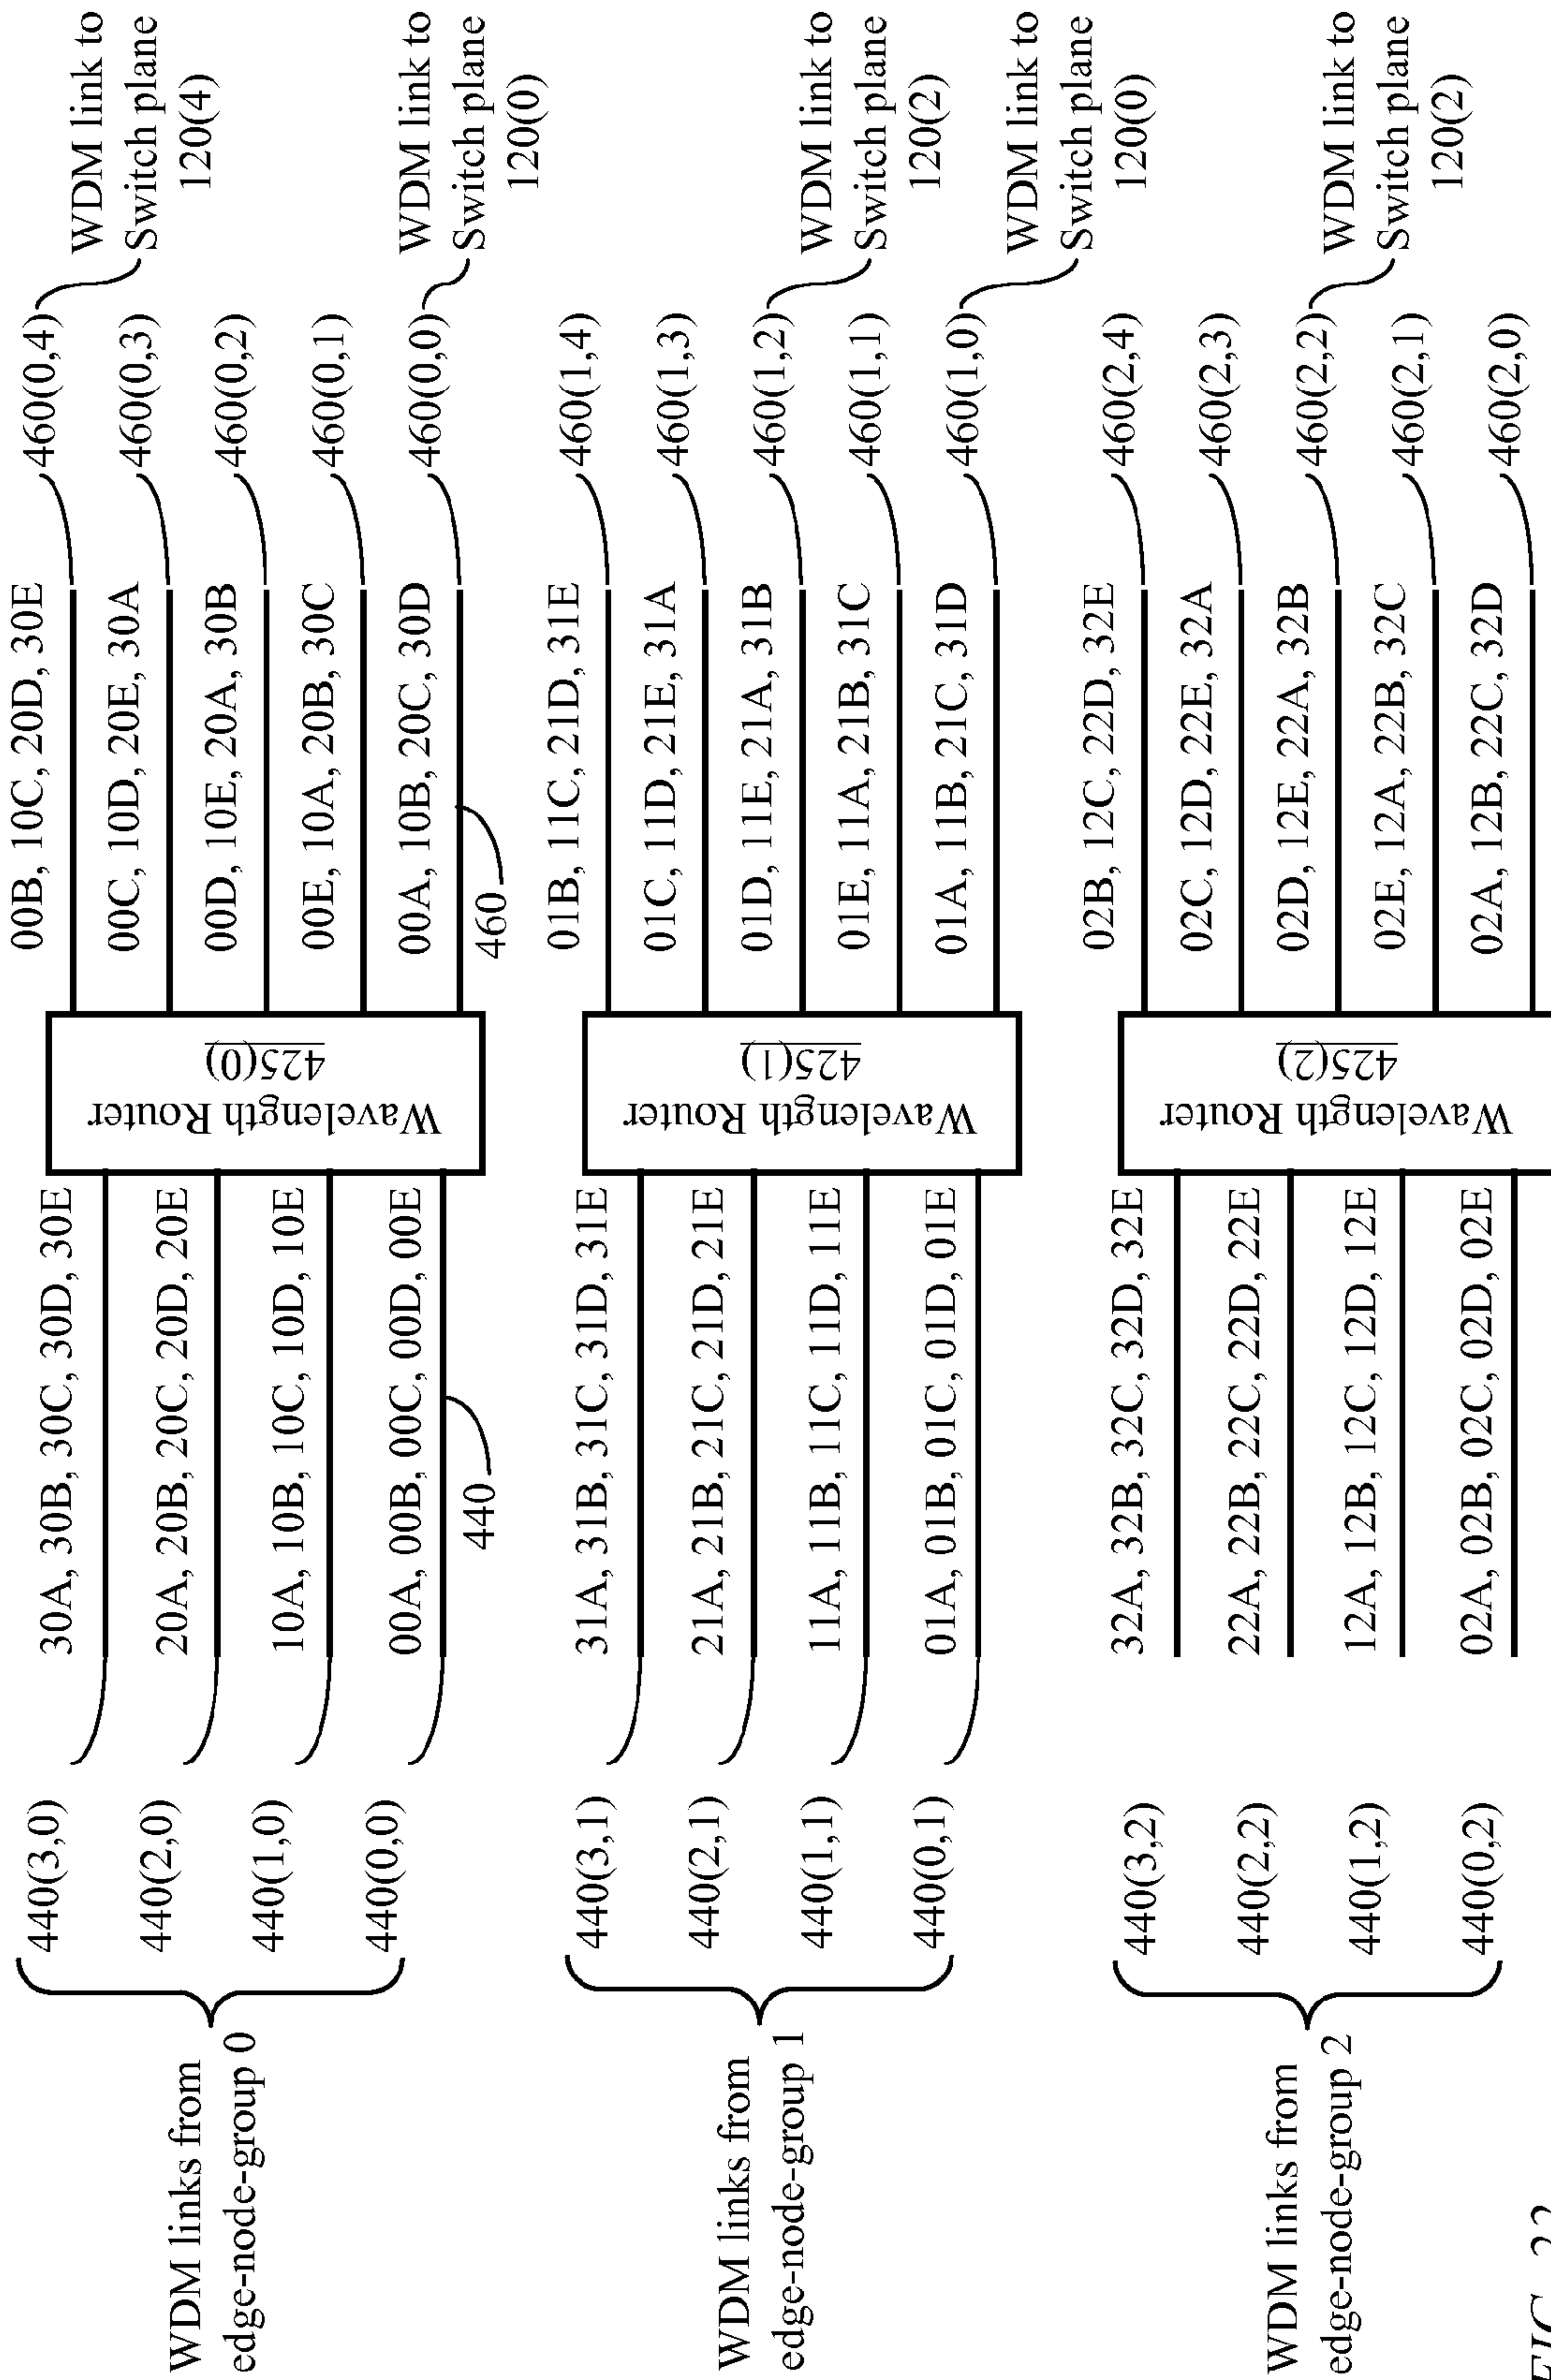 WDM links from
edge-node-group 0
440(3,0)
440(2,0)
440(1,0)
440(0,0)
30A, 30B, 30C, 30D, 30E
20A, 20B, 20C, 20D, 20E
10A, 10B, 10C, 10D, 10E
00A, 00B, 00C, 00D, 00E
440
Wavelength Router
425(0)
00B, 10C, 20D, 30E
00C, 10D, 20E, 30A
00D, 10E, 20A, 30B
00E, 10A, 20B, 30C
00A, 10B, 20C, 30D
460
460(0,4)
460(0,3)
460(0,2)
460(0,1)
460(0,0)
WDM link to
Switch plane
120(4)
WDM link to
Switch plane
120(0)
WDM links from
edge-node-group 1
440(3,1)
440(2,1)
440(1,1)
440(0,1)
31A, 31B, 31C, 31D, 31E
21A, 21B, 21C, 21D, 21E
11A, 11B, 11C, 11D, 11E
01A, 01B, 01C, 01D, 01E
Wavelength Router
425(1)
01B, 11C, 21D, 31E
01C, 11D, 21E, 31A
01D, 11E, 21A, 31B
01E, 11A, 21B, 31C
01A, 11B, 21C, 31D
460(1,4)
460(1,3)
460(1,2)
460(1,1)
460(1,0)
WDM link to
Switch plane
120(2)
WDM link to
Switch plane
120(0)
WDM links from
edge-node-group 2
440(3,2)
440(2,2)
440(1,2)
440(0,2)
32A, 32B, 32C, 32D, 32E
22A, 22B, 22C, 22D, 22E
12A, 12B, 12C, 12D, 12E
02A, 02B, 02C, 02D, 02E
Wavelength Router
425(2)
02B, 12C, 22D, 32E
02C, 12D, 22E, 32A
02D, 12E, 22A, 32B
02E, 12A, 22B, 32C
02A, 12B, 22C, 32D
460(2,4)
460(2,3)
460(2,2)
460(2,1)
460(2,0)
WDM link to
Switch plane
120(2)
FIG. 22